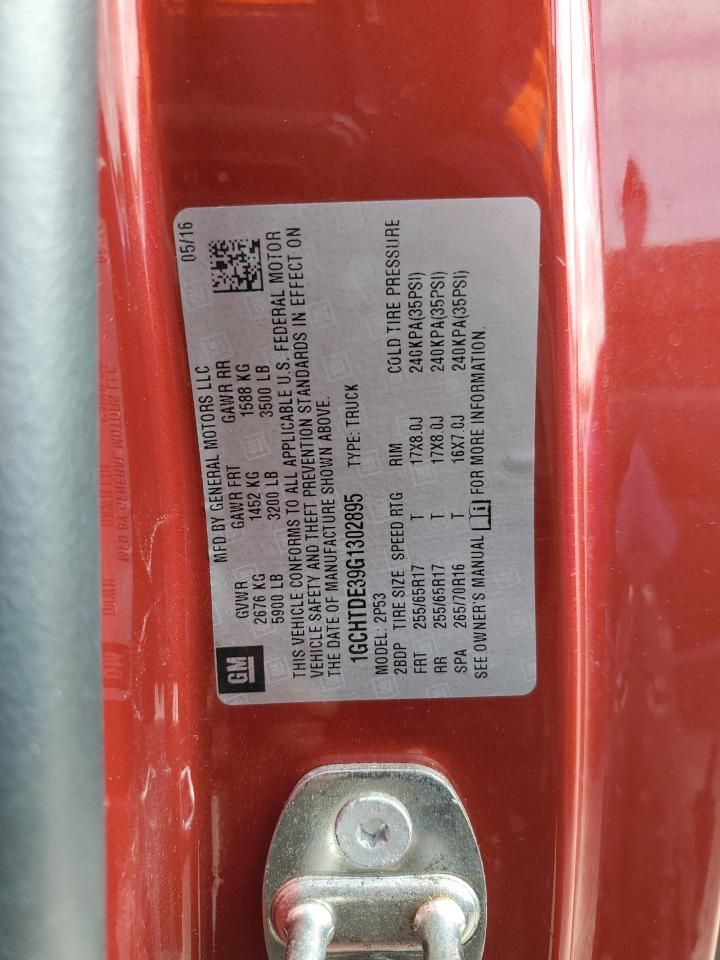 MFD BY GENERAL MOTORS LLC 05/16
GM
GVWR GAWR FRT GAWR RR
2676 KG 1452 KG 1588 KG
5900 LB 3200 LB 3500 LB
THIS VEHICLE CONFORMS TO ALL APPLICABLE U.S. FEDERAL MOTOR
VEHICLE SAFETY AND THEFT PREVENTION STANDARDS IN EFFECT ON
THE DATE OF MANUFACTURE SHOWN ABOVE.
1GCHTDE39G1302895 TYPE: TRUCK
MODEL: 2P53
2BDP TIRE SIZE SPEED RTG RIM COLD TIRE PRESSURE
FRT 255/65R17 T 17X8.0J 240KPA(35PSI)
RR 255/65R17 T 17X8.0J 240KPA(35PSI)
SPA 265/70R16 T 16X7.0J 240KPA(35PSI)
SEE OWNER'S MANUAL i FOR MORE INFORMATION.